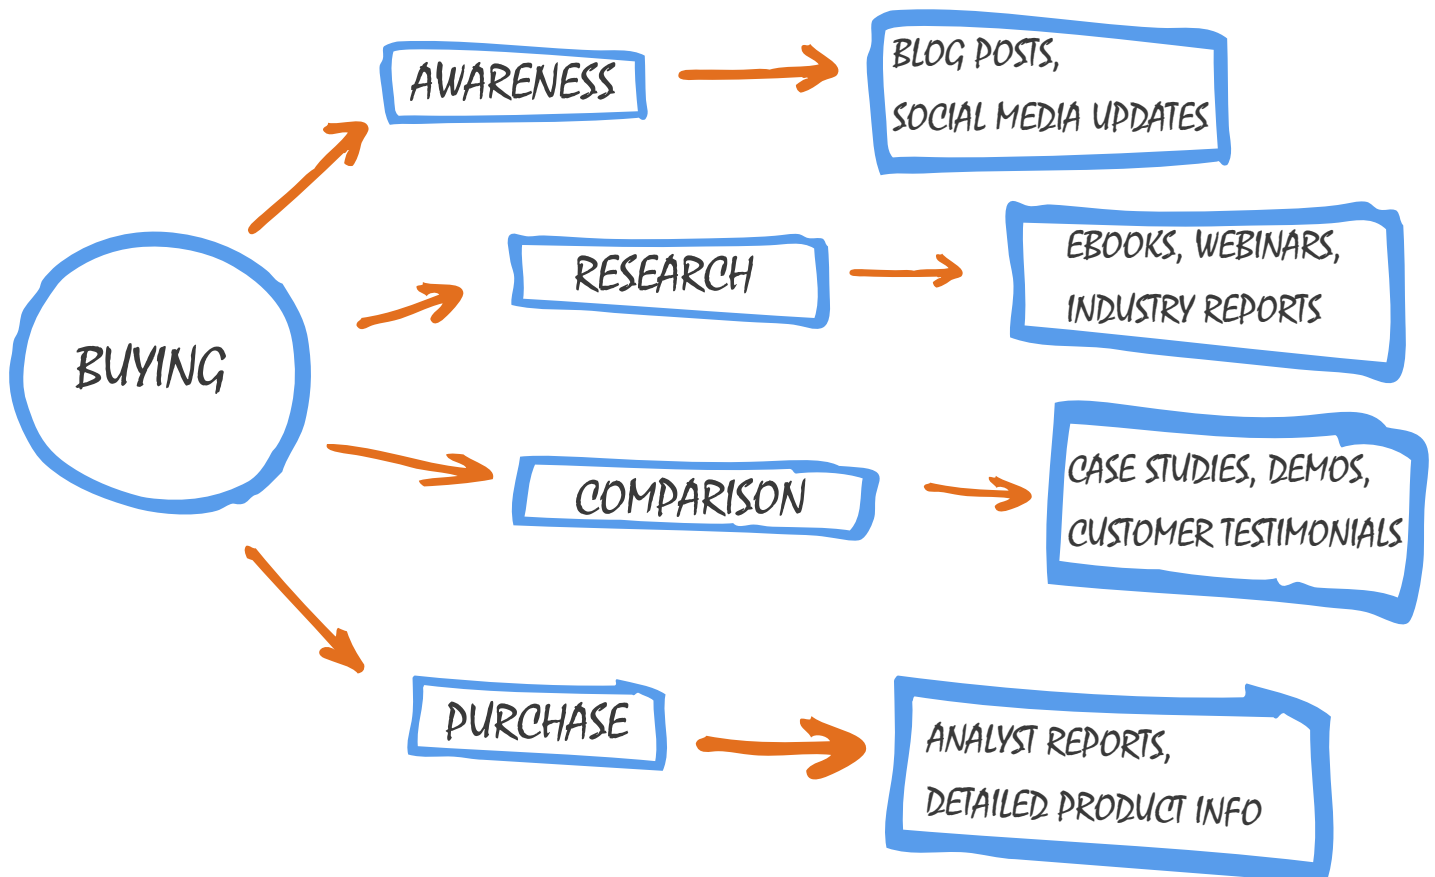 BUYING
AWARENESS
BLOG POSTS,
SOCIAL MEDIA UPDATES
RESEARCH
EBOOKS, WEBINARS,
INDUSTRY REPORTS
COMPARISON
CASE STUDIES, DEMOS,
CUSTOMER TESTIMONIALS
PURCHASE
ANALYST REPORTS,
DETAILED PRODUCT INFO